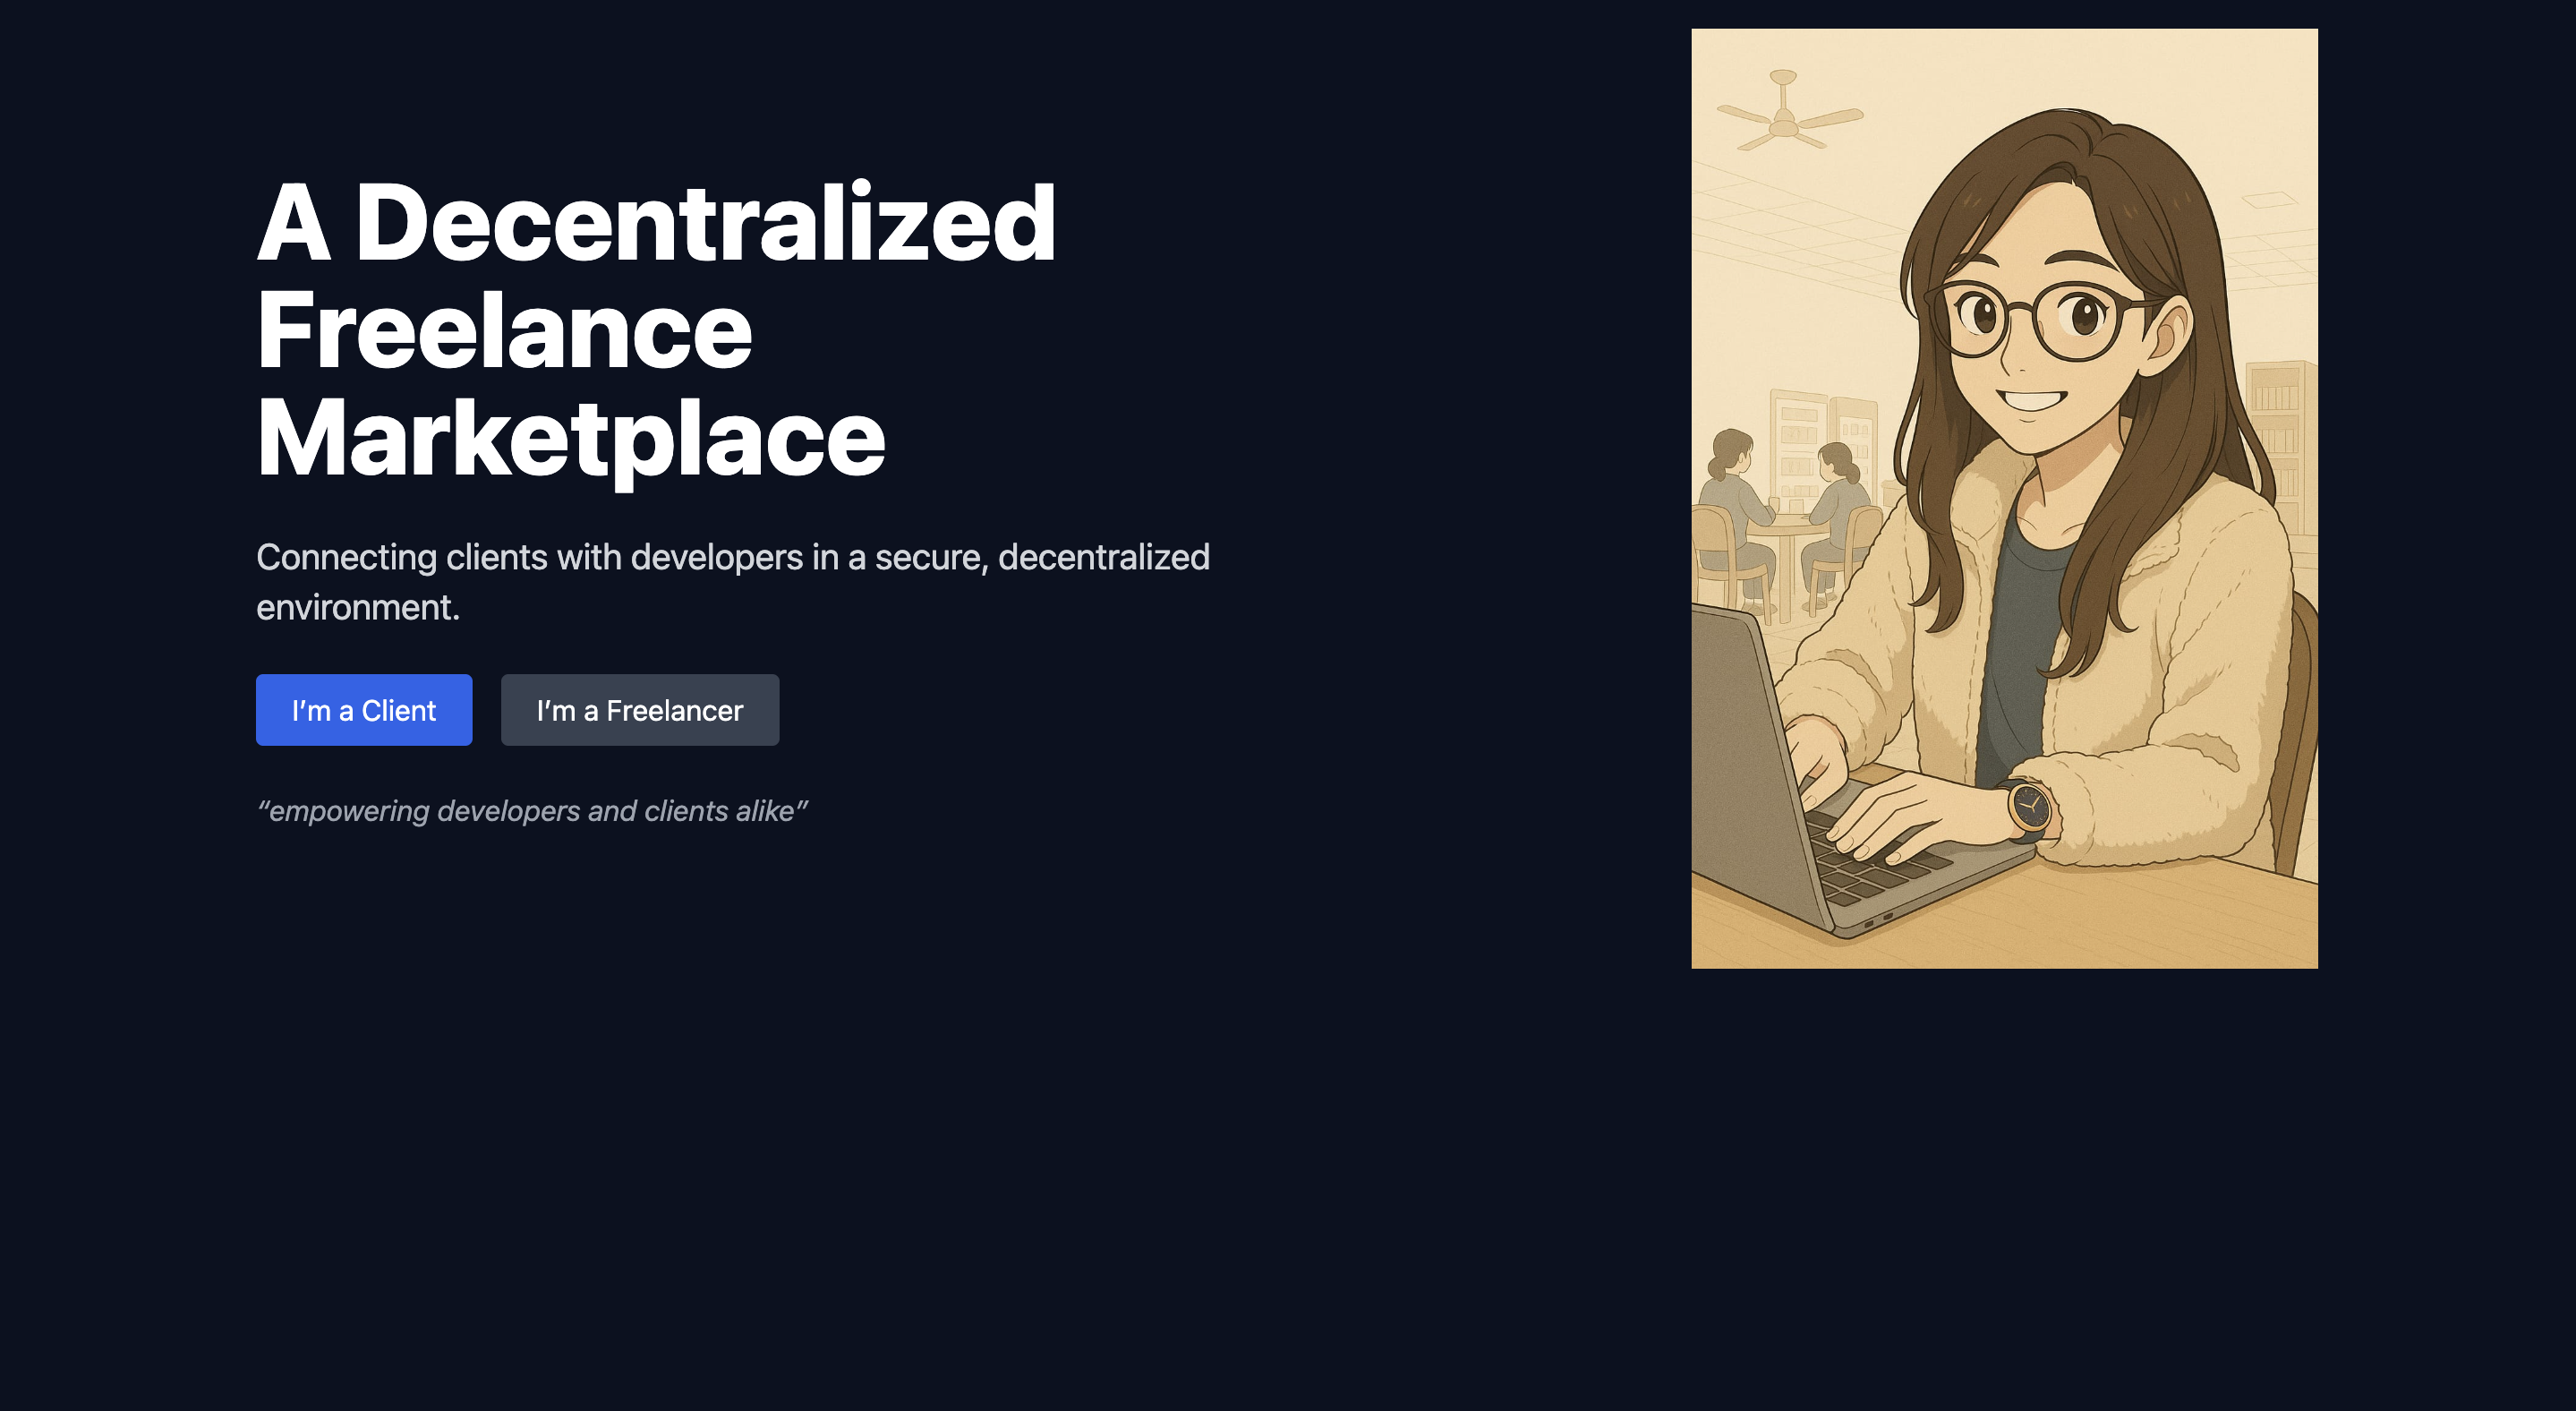 A Decentralized
Freelance
Marketplace
Connecting clients with developers in a secure, decentralized
environment.
I’m a Client
I’m a Freelancer
“empowering developers and clients alike”